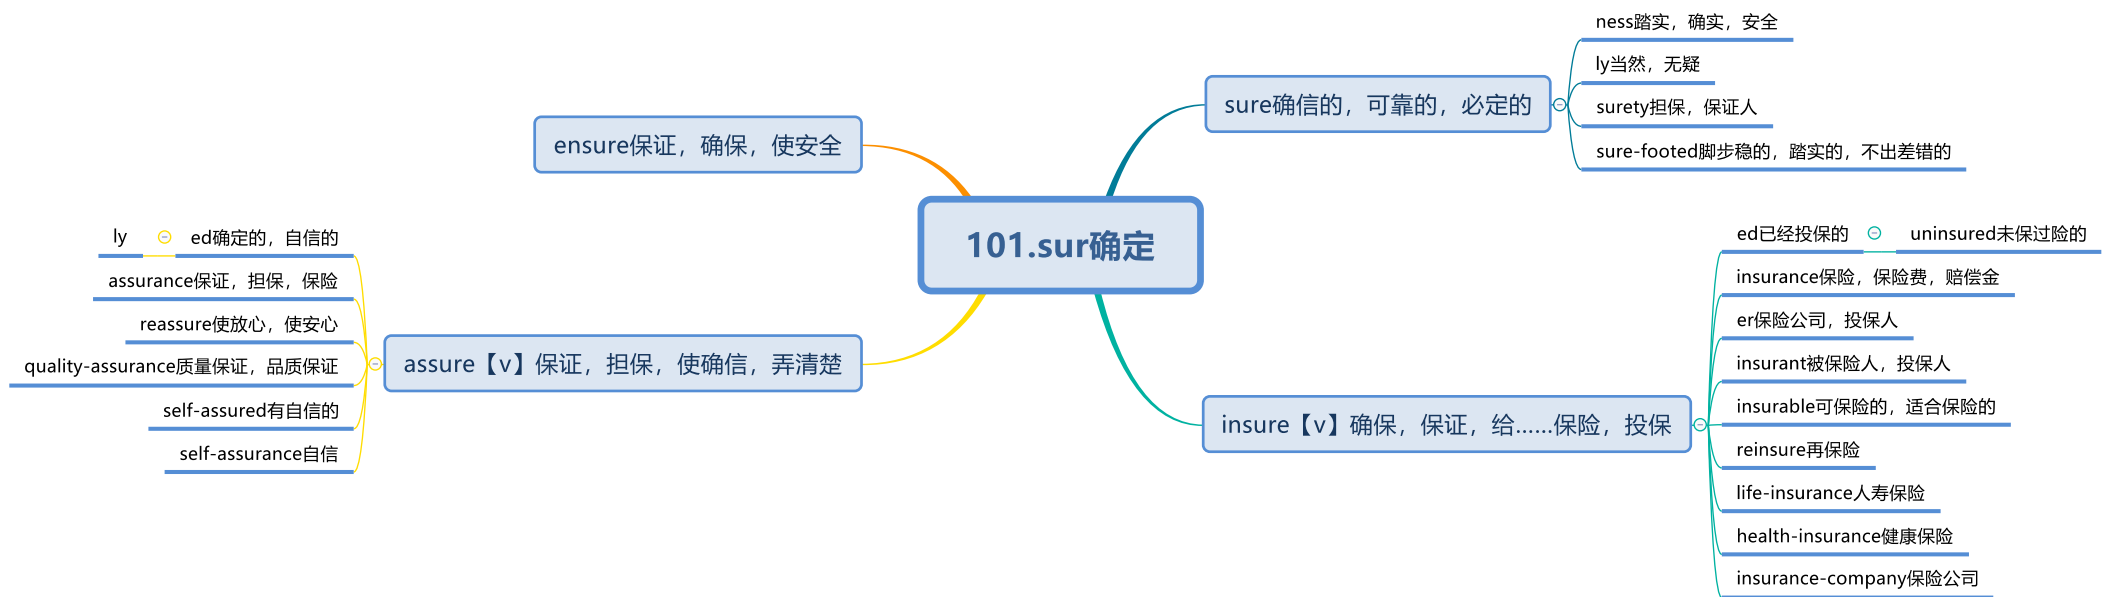 101.sur确定
sure确信的，可靠的，必定的
ness踏实，确实，安全
ly当然，无疑
surety担保，保证人
sure-footed脚步稳的，踏实的，不出差错的
insure【v】确保，保证，给……保险，投保
ed已经投保的
uninsured未保过险的
insurance保险，保险费，赔偿金
er保险公司，投保人
insurant被保险人，投保人
insurable可保险的，适合保险的
reinsure再保险
life-insurance人寿保险
health-insurance健康保险
insurance-company保险公司
ensure保证，确保，使安全
assure【v】保证，担保，使确信，弄清楚
ed确定的，自信的
ly
assurance保证，担保，保险
reassure使放心，使安心
quality-assurance质量保证，品质保证
self-assured有自信的
self-assurance自信